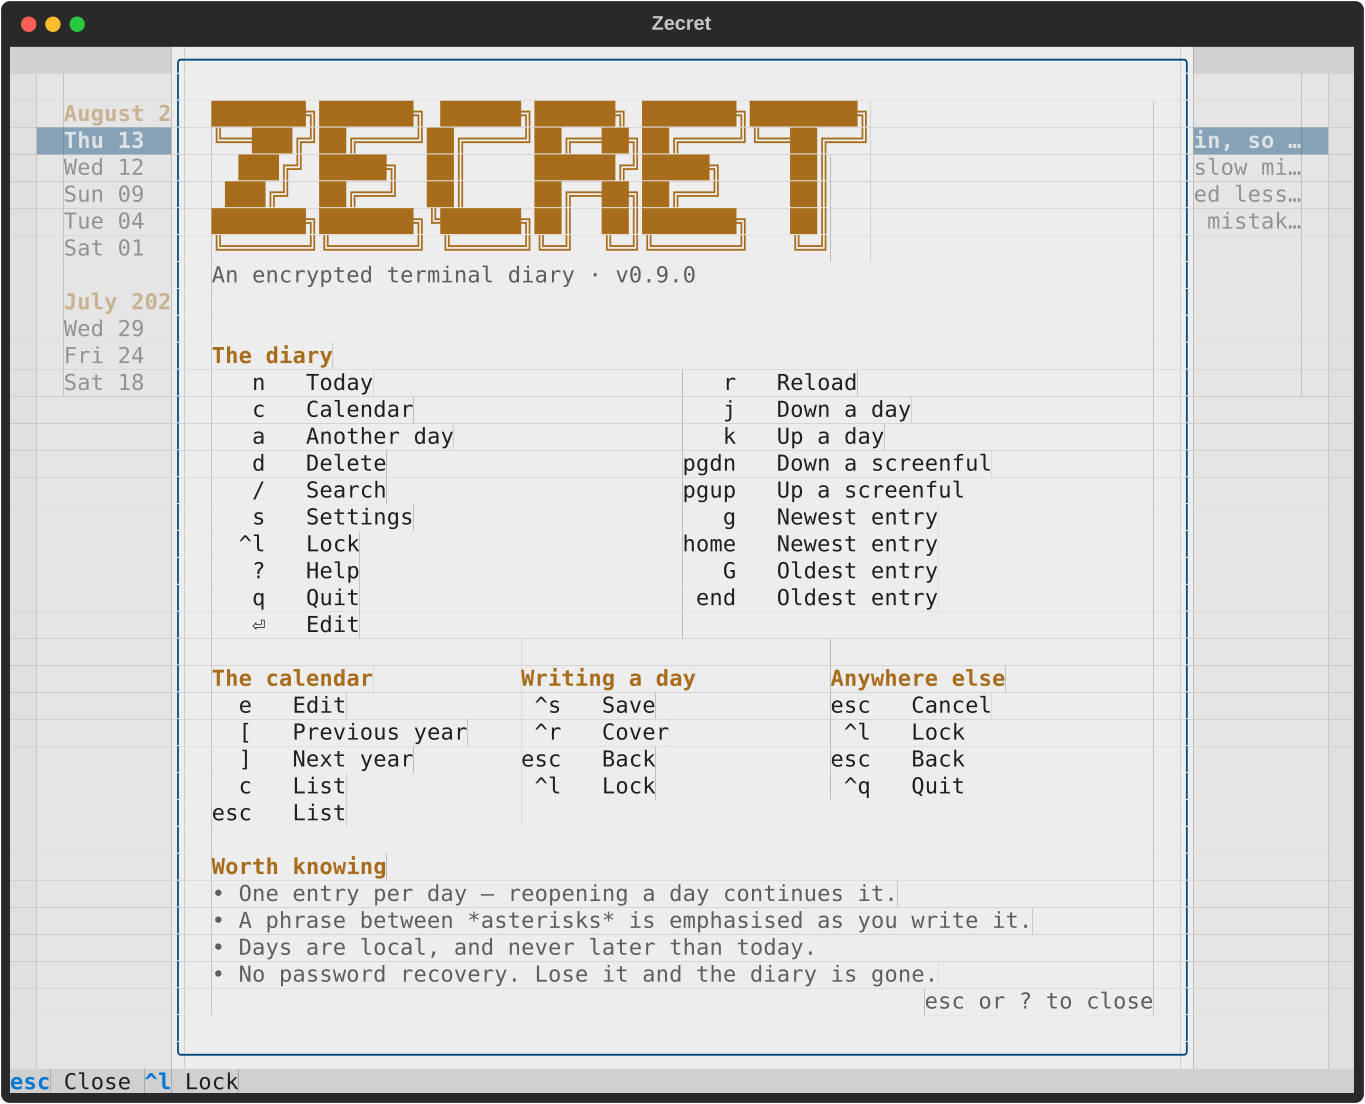 Zecret
August 2
Thu 13
in, so …
Wed 12
slow mi…
Sun 09
ed less…
Tue 04
mistak…
Sat 01
July 202
Wed 29
Fri 24
Sat 18
ZECRET
An encrypted terminal diary · v0.9.0
The diary
n Today r Reload
c Calendar j Down a day
a Another day k Up a day
d Delete pgdn Down a screenful
/ Search pgup Up a screenful
s Settings g Newest entry
^l Lock home Newest entry
? Help G Oldest entry
q Quit end Oldest entry
⏎ Edit
The calendar Writing a day Anywhere else
e Edit ^s Save esc Cancel
[ Previous year ^r Cover ^l Lock
] Next year esc Back esc Back
c List ^l Lock ^q Quit
esc List
Worth knowing
• One entry per day — reopening a day continues it.
• A phrase between *asterisks* is emphasised as you write it.
• Days are local, and never later than today.
• No password recovery. Lose it and the diary is gone.
esc or ? to close
esc Close ^l Lock